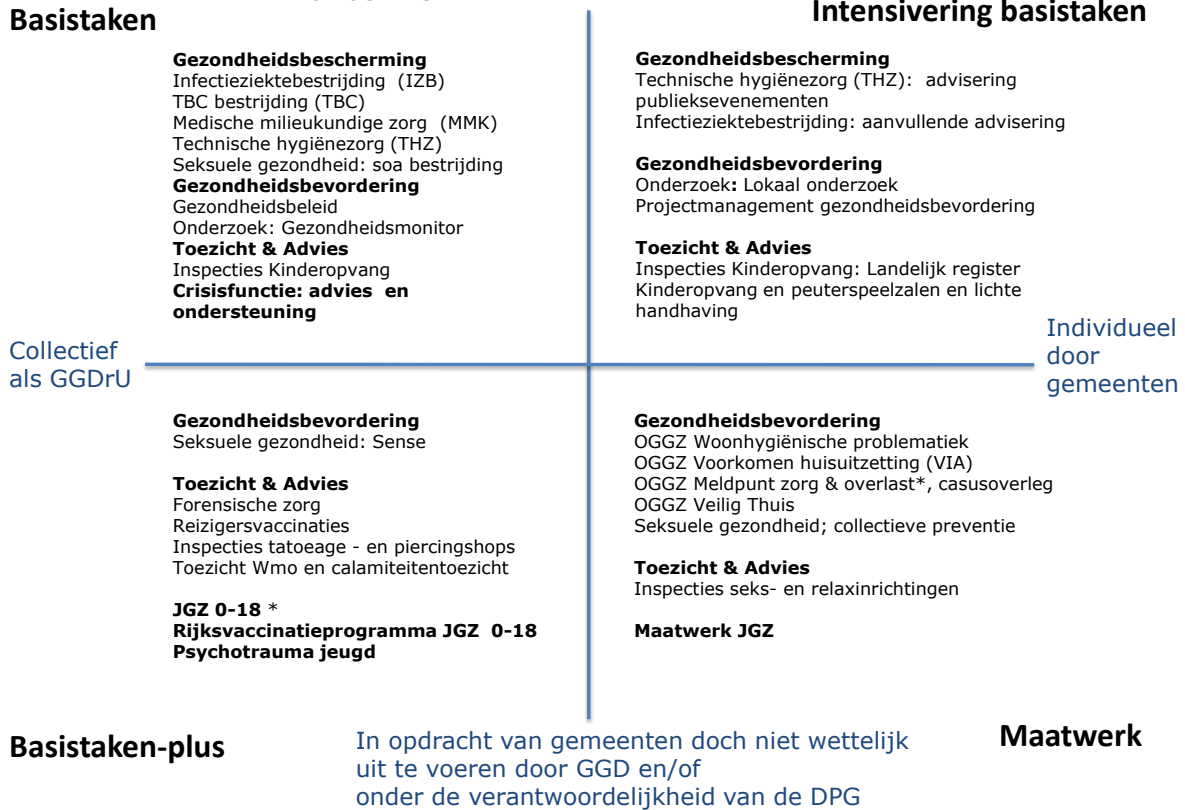 Basistaken
Intensivering basistaken
Gezondheidsbescherming
Infectieziektebestrijding (IZB)
TBC bestrijding (TBC)
Medische milieukundige zorg (MMK)
Technische hygiënezorg (THZ)
Seksuele gezondheid: soa bestrijding
Gezondheidsbevordering
Gezondheidsbeleid
Onderzoek: Gezondheidsmonitor
Toezicht & Advies
Inspecties Kinderopvang
Crisisfunctie: advies en
ondersteuning
Gezondheidsbescherming
Technische hygiënezorg (THZ): advisering
publieksevenementen
Infectieziektebestrijding: aanvullende advisering
Gezondheidsbevordering
Onderzoek: Lokaal onderzoek
Projectmanagement gezondheidsbevordering
Toezicht & Advies
Inspecties Kinderopvang: Landelijk register
Kinderopvang en peuterspeelzalen en lichte
handhaving
Collectief
als GGDrU
Individueel
door
gemeenten
Gezondheidsbevordering
Seksuele gezondheid: Sense
Toezicht & Advies
Forensische zorg
Reizigersvaccinaties
Inspecties tatoeage - en piercingshops
Toezicht Wmo en calamiteitentoezicht
JGZ 0-18 *
Rijksvaccinatieprogramma JGZ 0-18
Psychotrauma jeugd
Gezondheidsbevordering
OGGZ Woonhygiënische problematiek
OGGZ Voorkomen huisuitzetting (VIA)
OGGZ Meldpunt zorg & overlast*, casusoverleg
OGGZ Veilig Thuis
Seksuele gezondheid; collectieve preventie
Toezicht & Advies
Inspecties seks- en relaxinrichtingen
Maatwerk JGZ
Basistaken-plus
In opdracht van gemeenten doch niet wettelijk
uit te voeren door GGD en/of
onder de verantwoordelijkheid van de DPG
Maatwerk